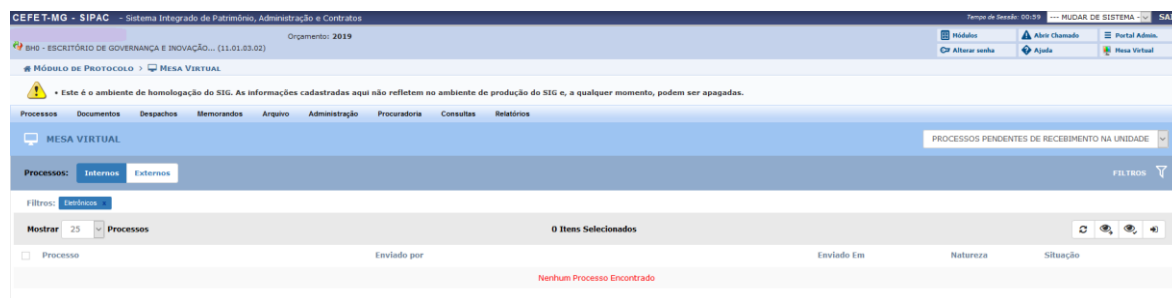 CEFET-MG - SIPAC - Sistema Integrado de Patrimônio, Administração e Contratos
Tempo de Sessão: 00:59 --- MUDAR DE SISTEMA --
Orçamento: 2019
Módulos Abrir Chamado Portal Admin.
BH0 - ESCRITÓRIO DE GOVERNANÇA E INOVAÇÃO... (11.01.03.02)
Alterar senha Ajuda Mesa Virtual
MÓDULO DE PROTOCOLO > MESA VIRTUAL
• Este é o ambiente de homologação do SIG. As informações cadastradas aqui não refletem no ambiente de produção do SIG e, a qualquer momento, podem ser apagadas.
Processos Documentos Despachos Memorandos Arquivo Administração Procuradoria Consultas Relatórios
MESA VIRTUAL PROCESSOS PENDENTES DE RECEBIMENTO NA UNIDADE
Processos: Internos Externos FILTROS
Filtros: Eletrônicos x
Mostrar 25 Processos 0 Itens Selecionados
Processo Enviado por Enviado Em Natureza Situação
Nenhum Processo Encontrado